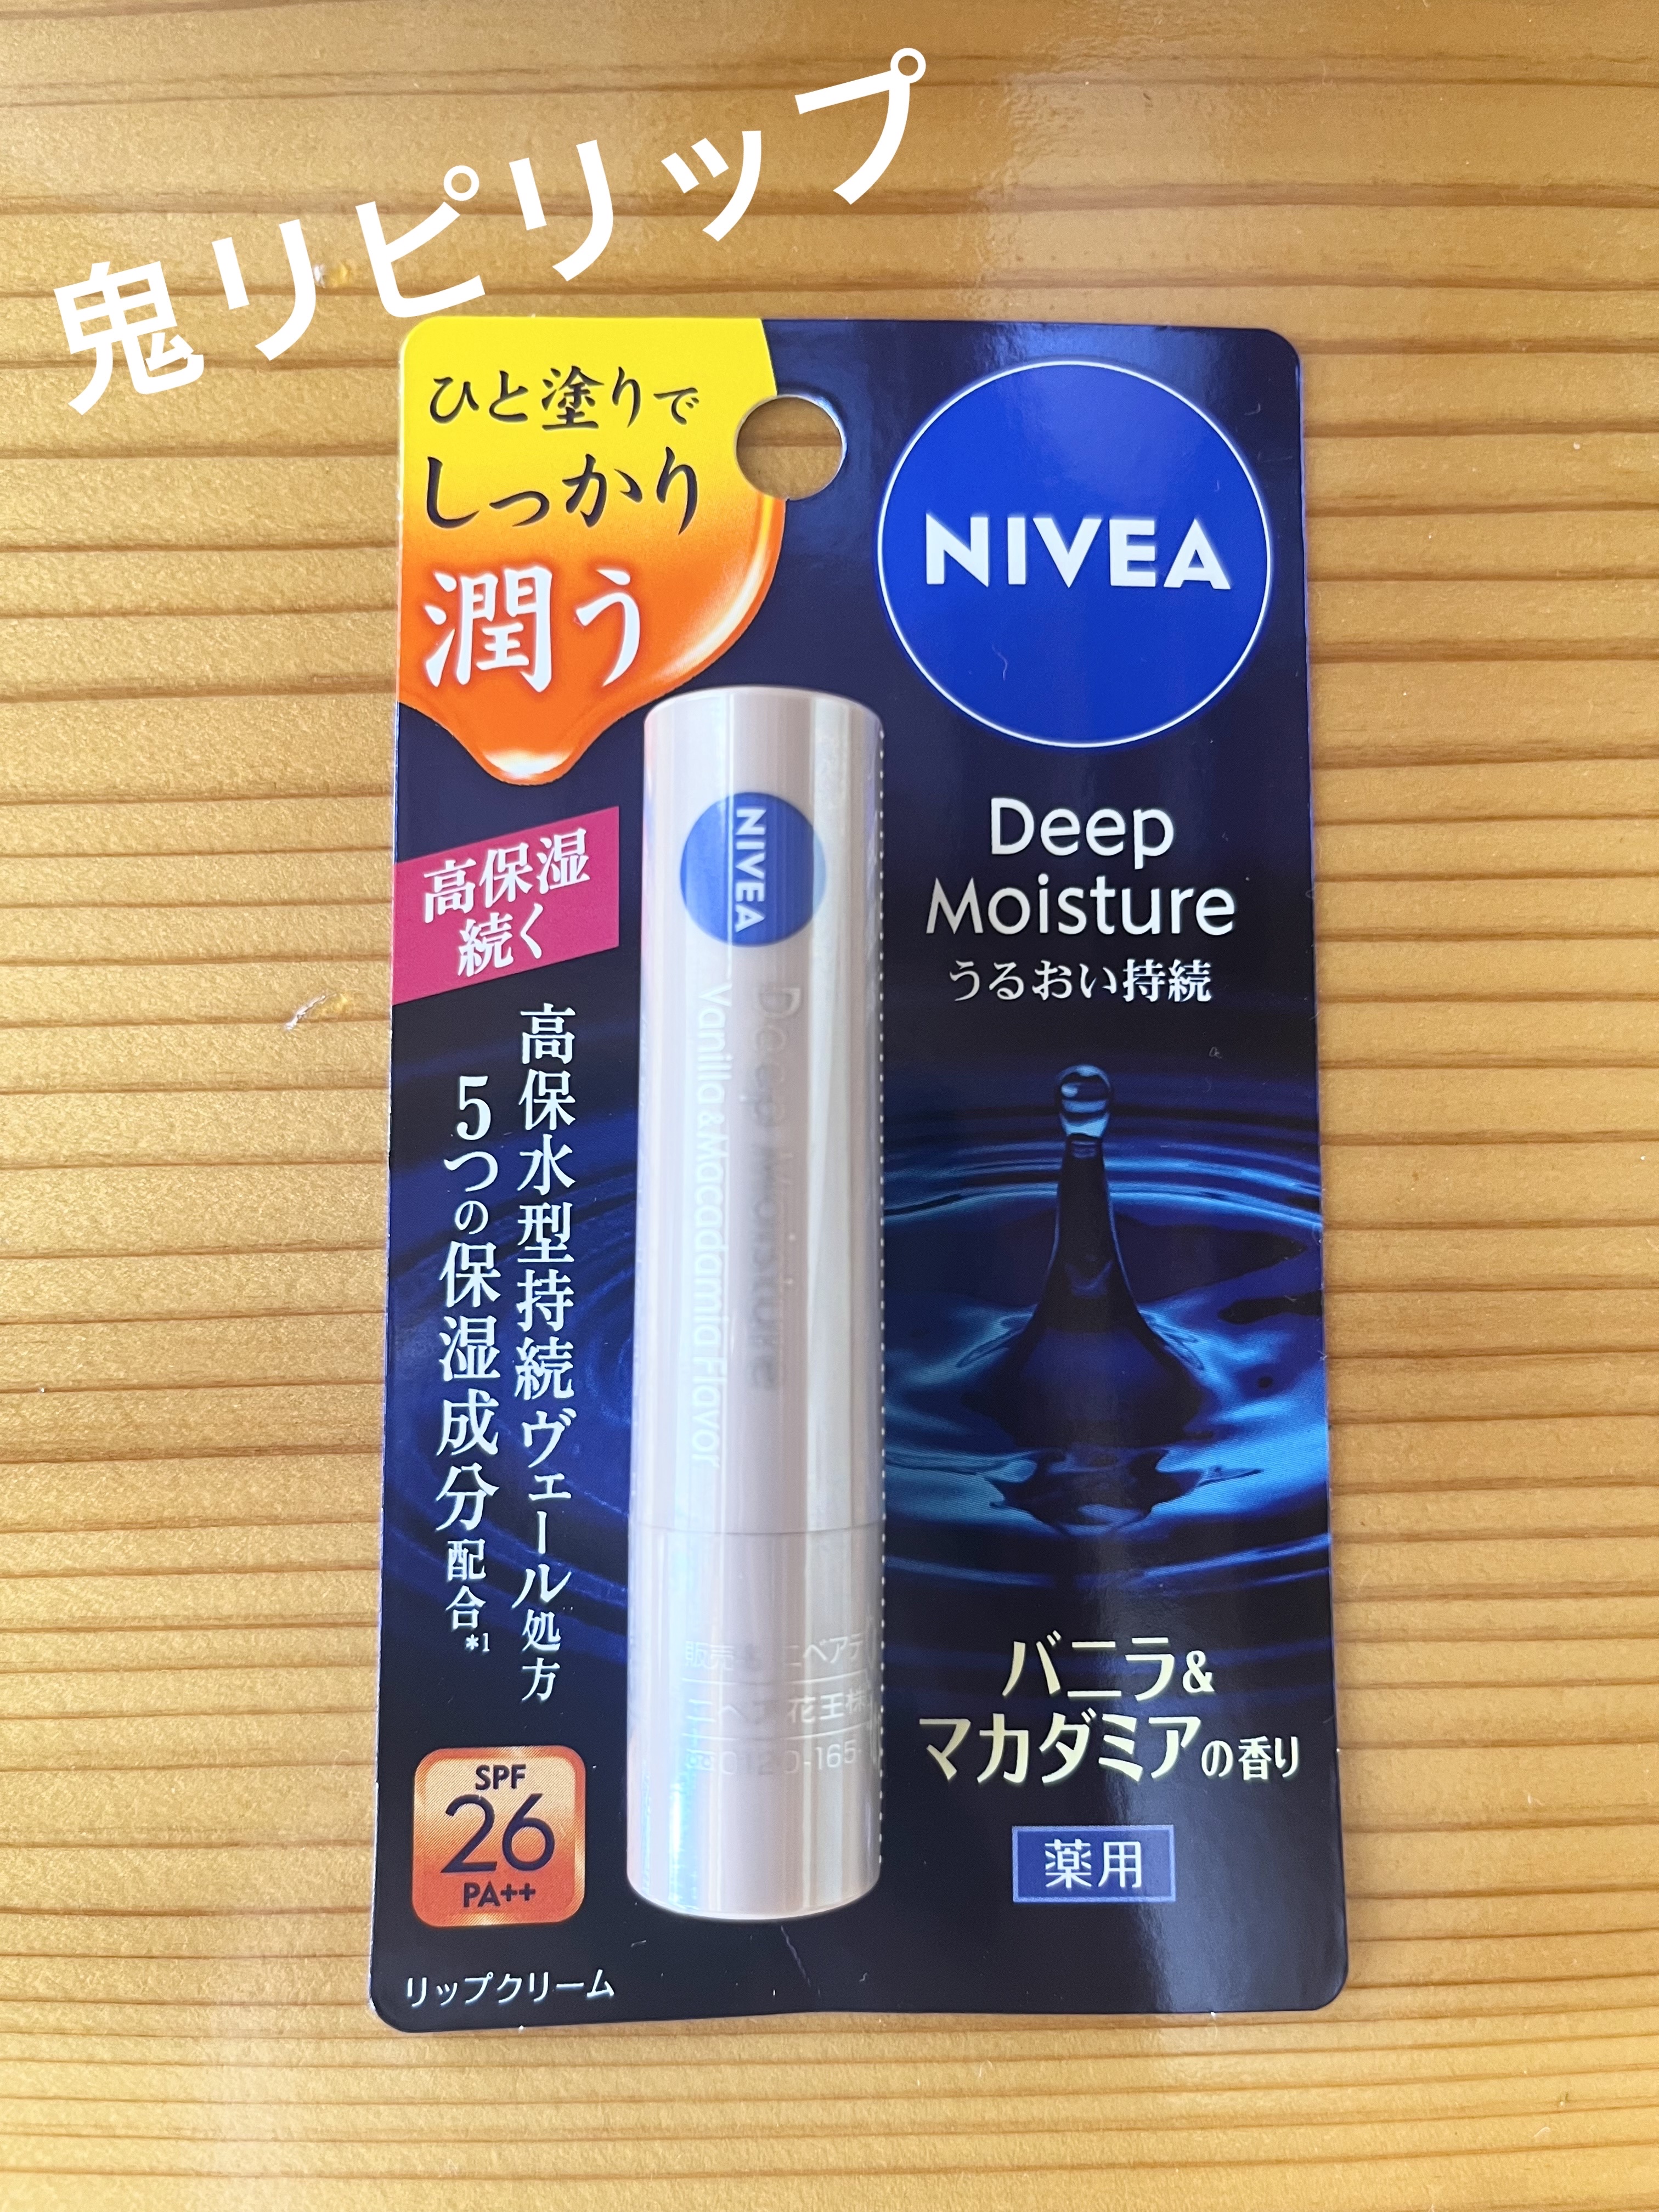 鬼リピリップ
ひと塗りで
しっかり
潤う
NIVEA
Deep
Moisture
うるおい持続
高保湿
続く
高保水型持続ヴェール処方
5つの保湿成分配合*1
NIVEA
Deep Moisture
Vanilla&Macadamia Flavor
バニラ&
マカダミアの香り
薬用
SPF
26
PA++
リップクリーム